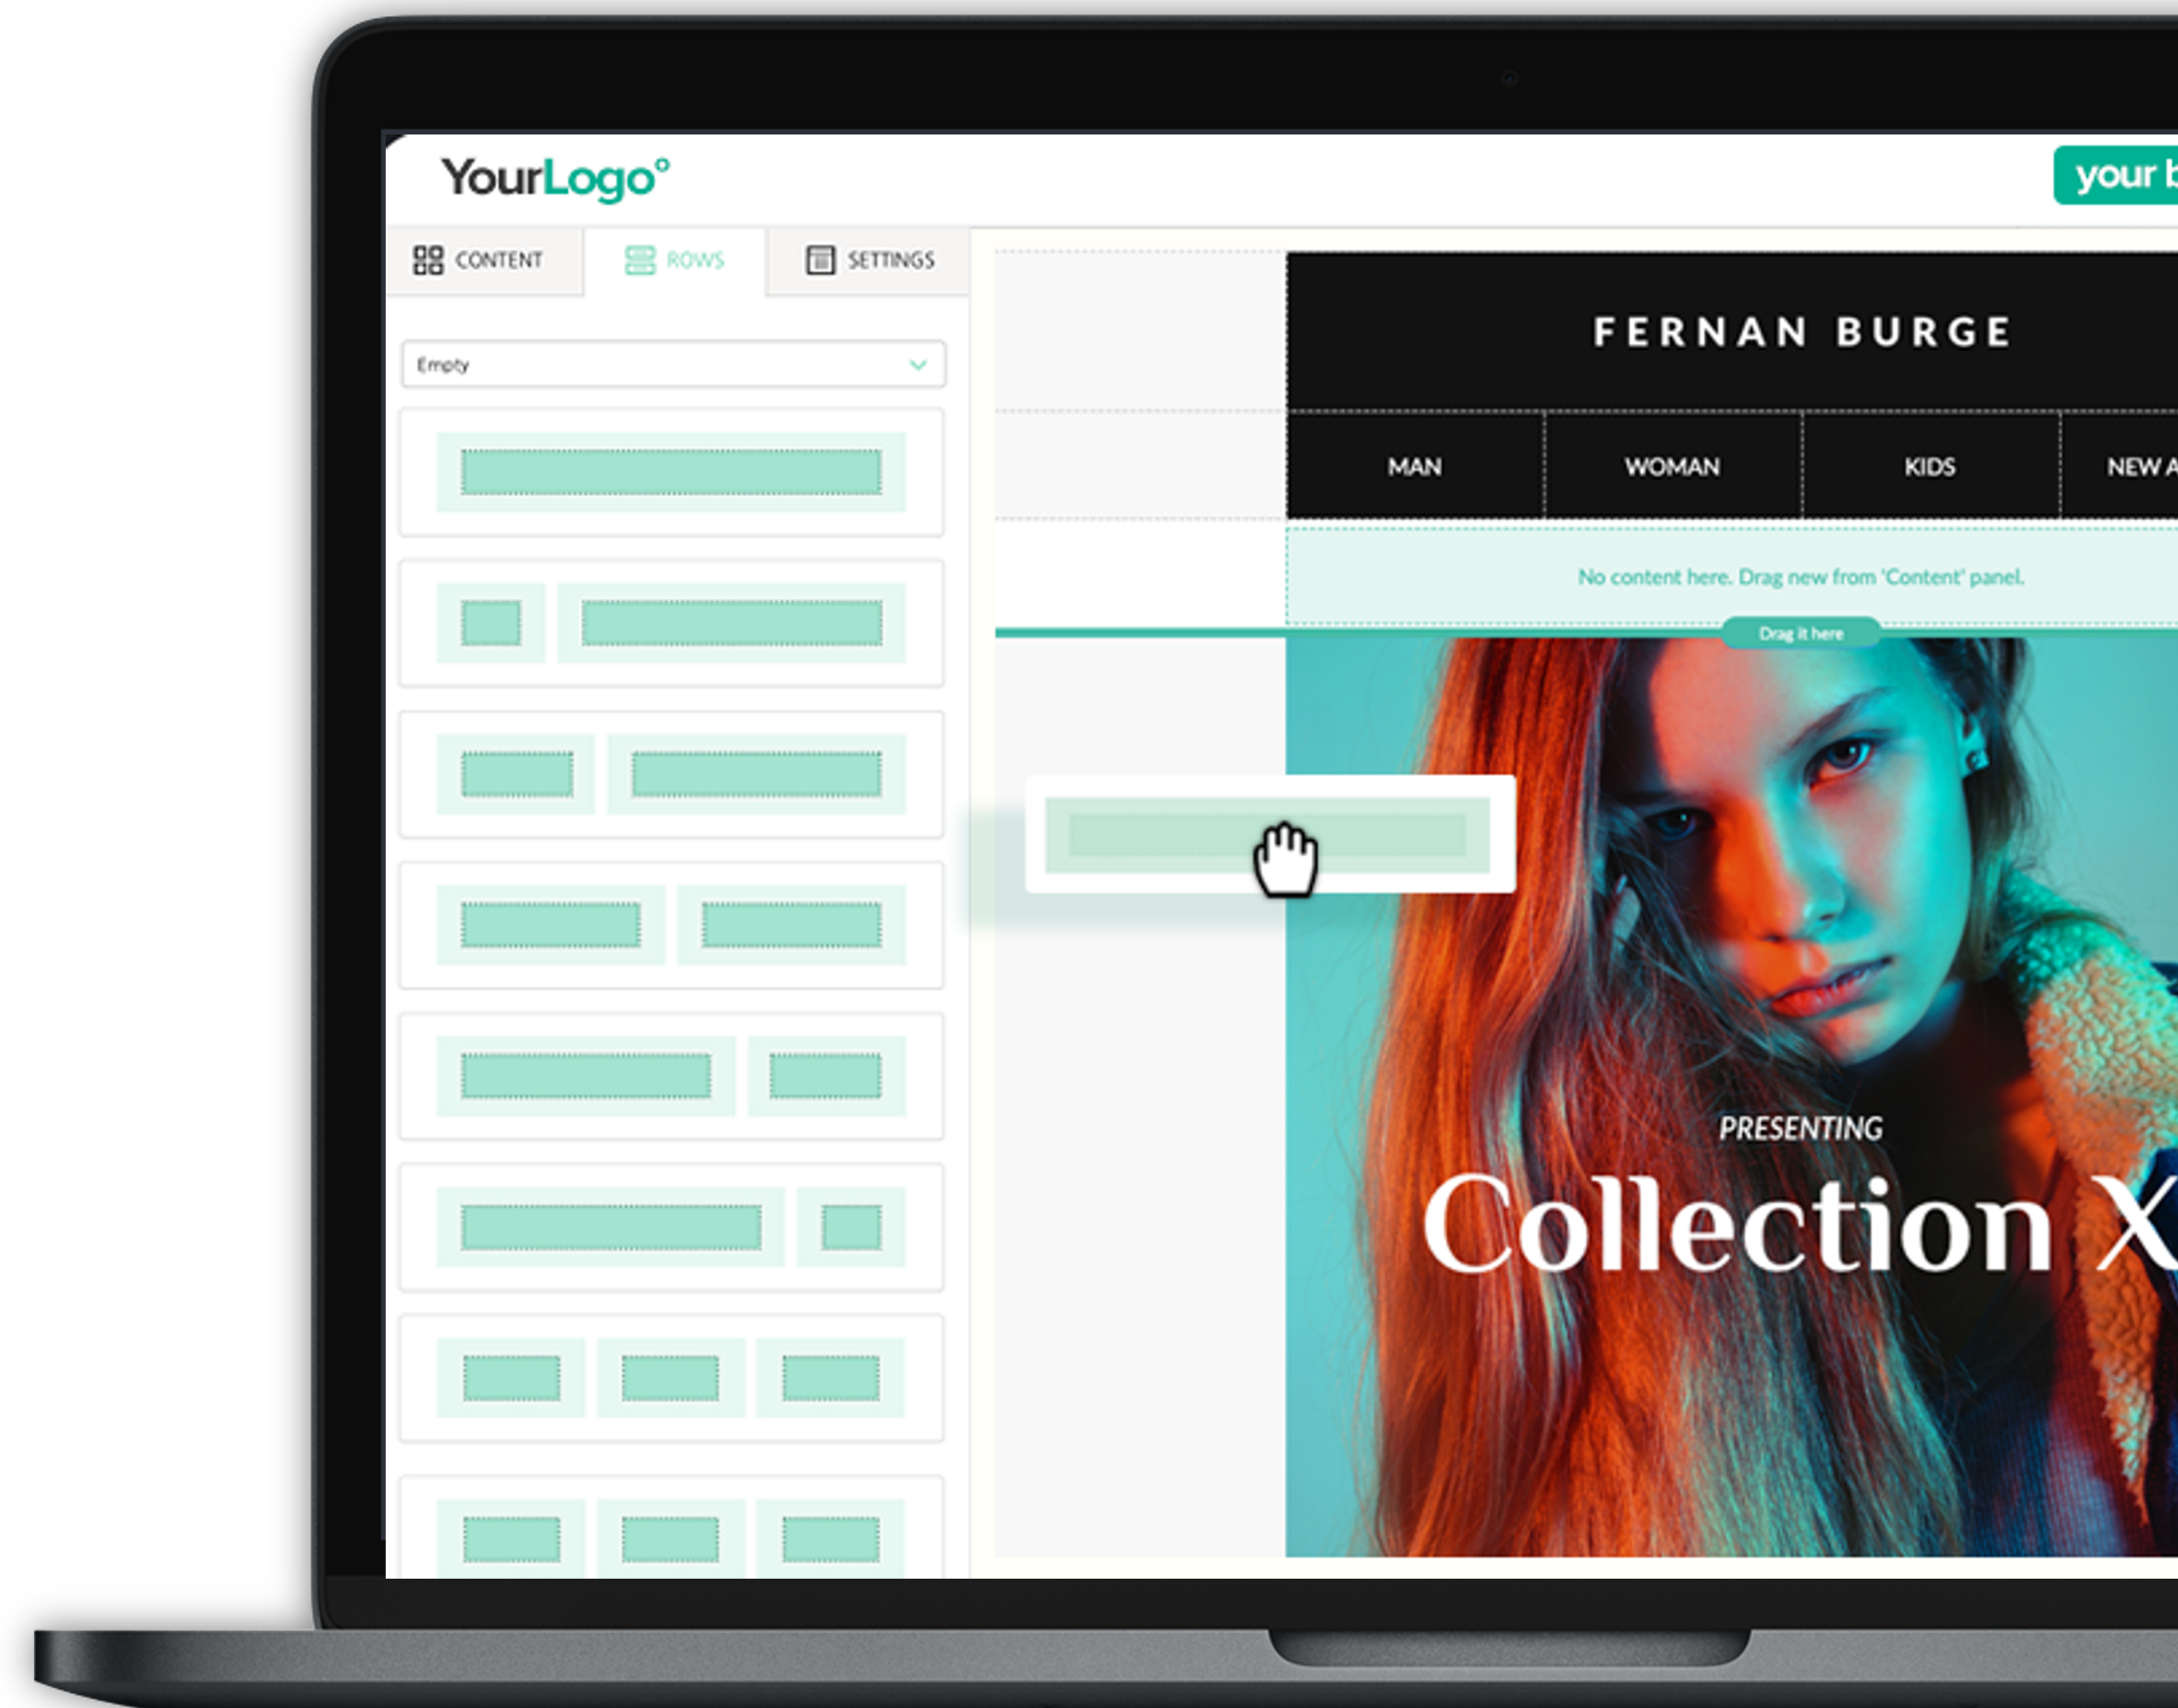 YourLogo
your
CONTENT
ROWS
SETTINGS
Empty
FERNAN BURGE
MAN
WOMAN
KIDS
NEW A
No content here. Drag new from 'Content' panel.
Drag it here
PRESENTING
Collection X